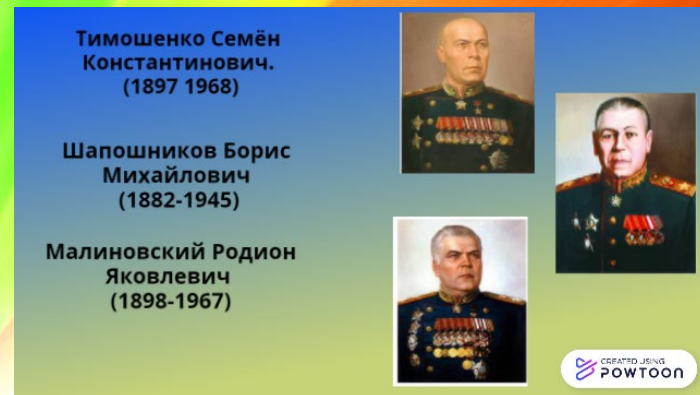 Тимошенко Семён
Константинович.
(1897 1968)
Шапошников Борис
Михайлович
(1882-1945)
Малиновский Родион
Яковлевич
(1898-1967)
CREATED USING
POWTOON